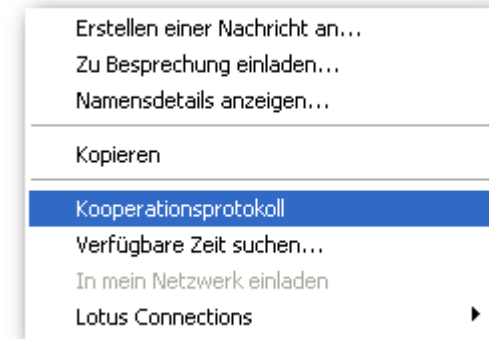 Erstellen einer Nachricht an...
Zu Besprechung einladen...
Namensdetails anzeigen...
Kopieren
Kooperationsprotokoll
Verfügbare Zeit suchen...
In mein Netzwerk einladen
Lotus Connections